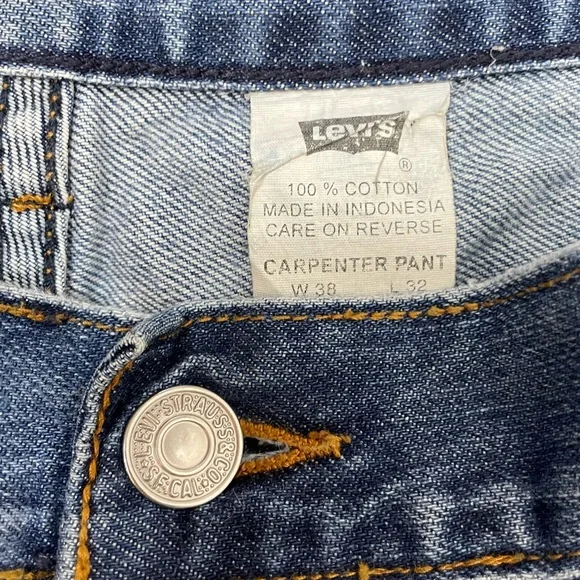 Levi's
®
100 % COTTON
MADE IN INDONESIA
CARE ON REVERSE
CARPENTER PANT
W 38 L 32
LEVI STRAUSS & CO
S.F. CAL